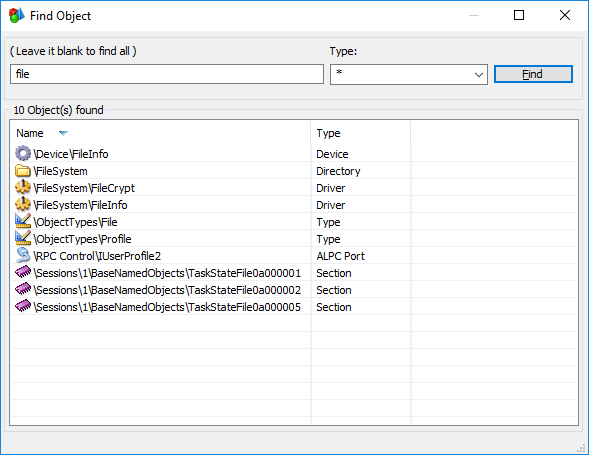 Find Object
( Leave it blank to find all )
Type:
file
*
Find
10 Object(s) found
Name Type
\Device\FileInfo Device
\FileSystem Directory
\FileSystem\FileCrypt Driver
\FileSystem\FileInfo Driver
\ObjectTypes\File Type
\ObjectTypes\Profile Type
\RPC Control\IUserProfile2 ALPC Port
\Sessions\1\BaseNamedObjects\TaskStateFile0a000001 Section
\Sessions\1\BaseNamedObjects\TaskStateFile0a000002 Section
\Sessions\1\BaseNamedObjects\TaskStateFile0a000005 Section